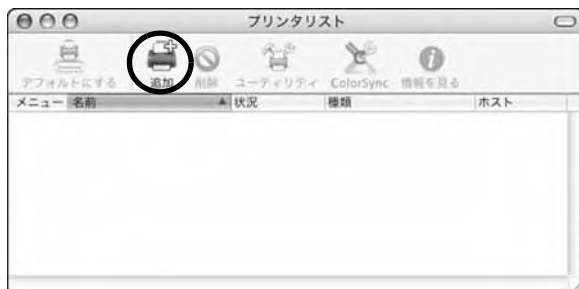 プリンタリスト
デフォルトにする 追加 削除 ユーティリティ ColorSync 情報を見る
メニュー 名前 状況 種類 ホスト